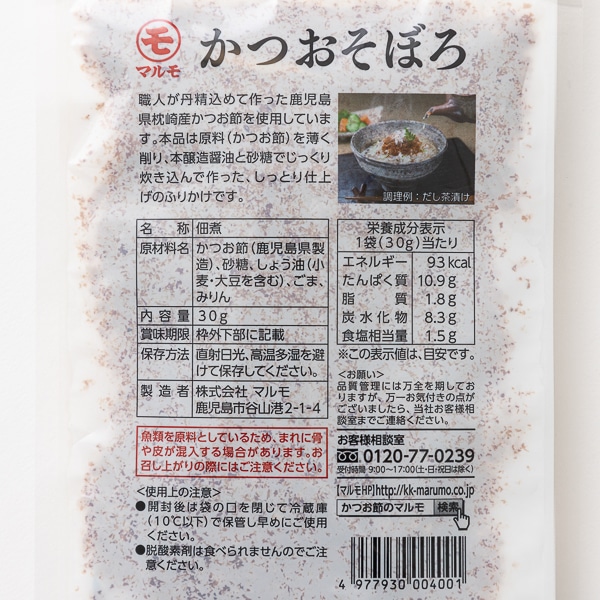 モ
マルモ
かつおそぼろ
職人が丹精込めて作った鹿児島
県枕崎産かつお節を使用していま
す。本品は原料(かつお節)を薄く
削り、本醸造醤油と砂糖でじっくり
炊き込んで作った、しっとり仕上
げのふりかけです。
調理例：だし茶漬け
名称 佃煮
原材料名 かつお節(鹿児島県製
造)、砂糖、しょう油(小
麦・大豆を含む)、ごま、
みりん
内容量 30g
賞味期限 枠外下部に記載
保存方法 直射日光、高温多湿を避
けて保存してください。
製造者 株式会社 マルモ
鹿児島市谷山港2-1-4
栄養成分表示
1袋(30g)当たり
エネルギー 93kcal
たんぱく質 10.9g
脂質 1.8g
炭水化物 8.3g
食塩相当量 1.5g
※この表示値は、目安です。
<お願い>
品質管理には万全を期しており
ますが、万一お気付きの点が
ございましたら、当社お客様相
談室までご連絡ください。
お客様相談室
0120-77-0239
受付時間 9:00〜17:00(土・日・祝日は除く)
【マルモHP】http://kk-marumo.co.jp
かつお節のマルモ 検索
魚類を原料としているため、まれに骨
や皮が混入する場合があります。お
召し上がりの際にはご注意ください。
<使用上の注意>
●開封後は袋の口を閉じて冷蔵庫
(10℃以下)で保管し早めにご使用
ください。
●脱酸素剤は食べられませんのでご注
意ください。
4 977930 004001